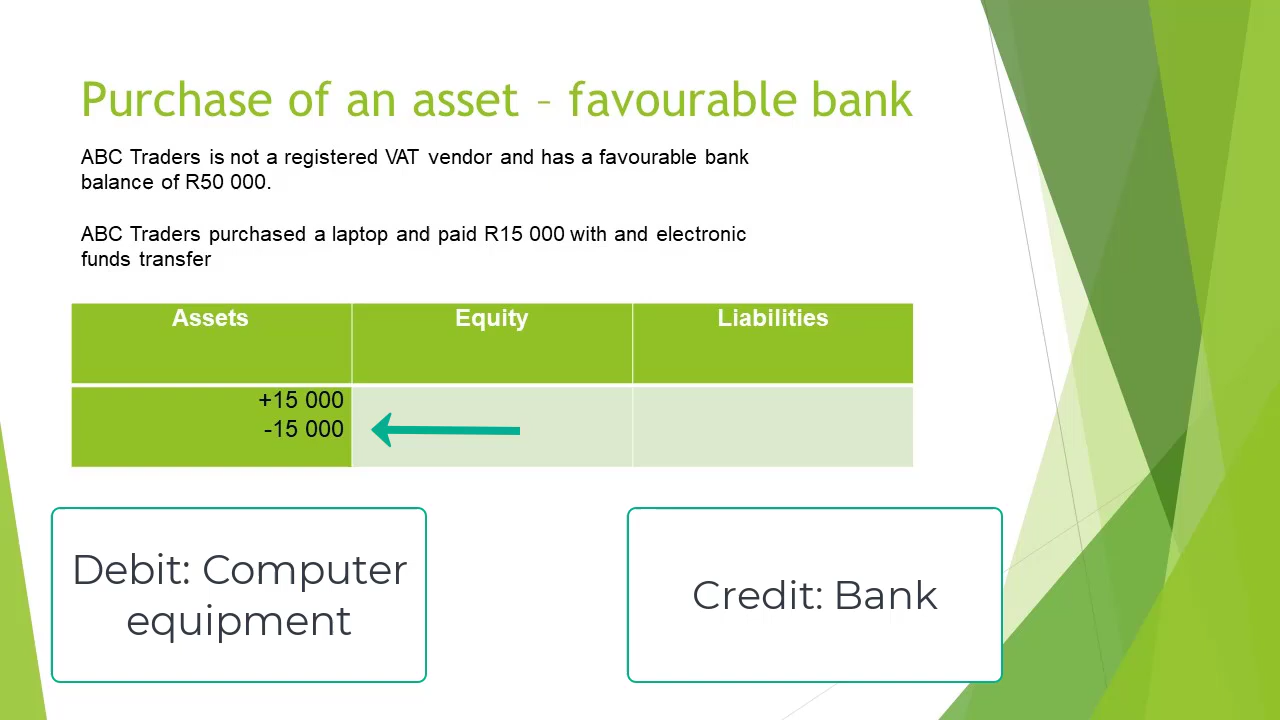 Purchase of an asset – favourable bank
ABC Traders is not a registered VAT vendor and has a favourable bank
balance of R50 000.
ABC Traders purchased a laptop and paid R15 000 with and electronic
funds transfer
Assets Equity Liabilities
+15 000
-15 000
Debit: Computer
equipment
Credit: Bank